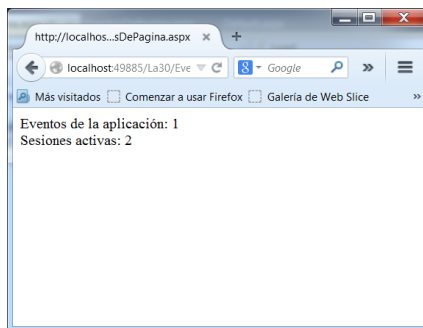 http://localhos...sDePagina.aspx
localhost:49885/La30/Eve
Google
Más visitados Comenzar a usar Firefox Galería de Web Slice
Eventos de la aplicación: 1
Sesiones activas: 2